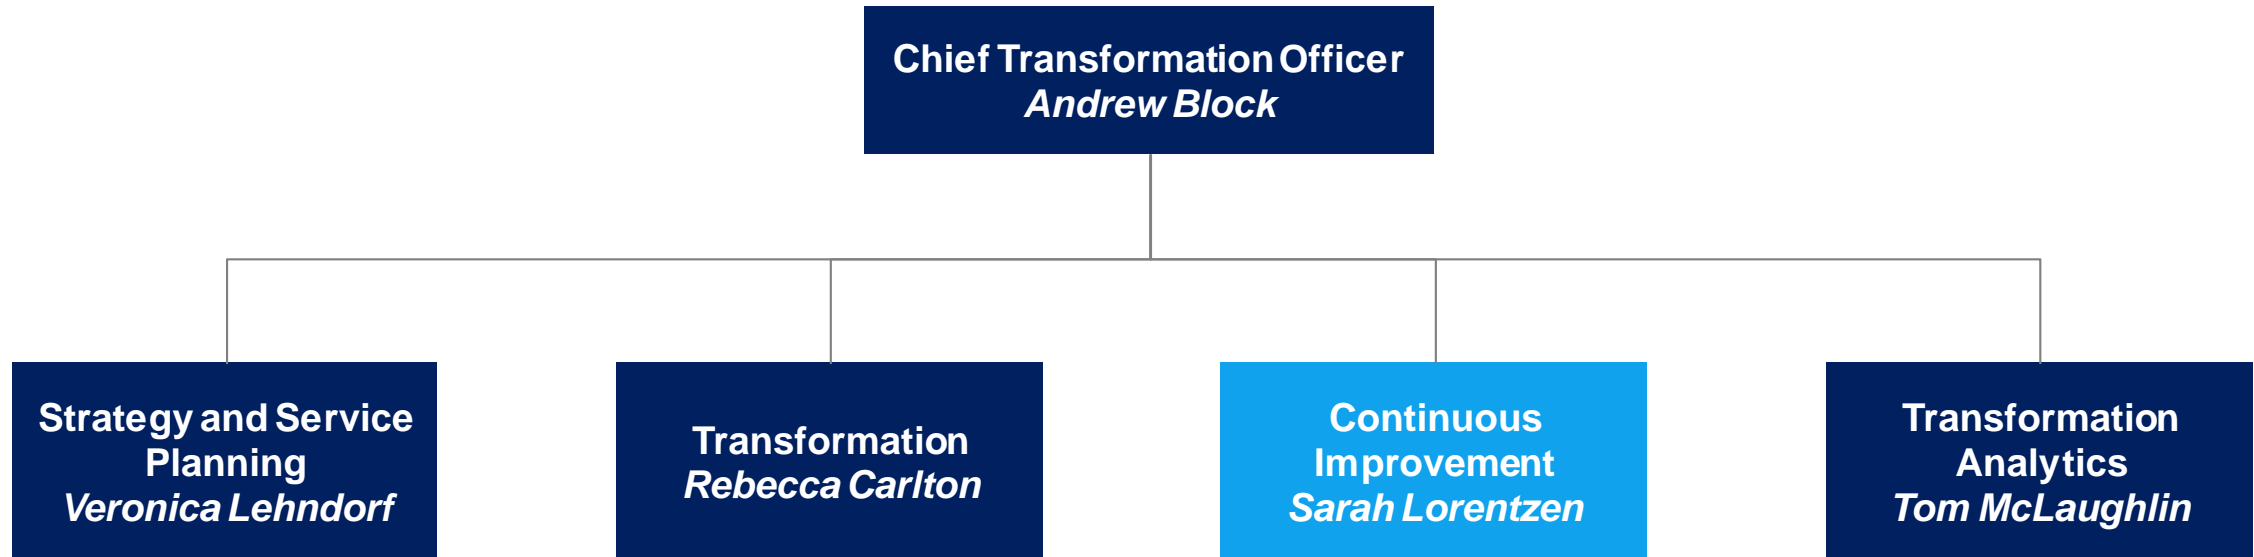 Chief Transformation Officer
Andrew Block
Strategy and Service
Planning
Veronica Lehndorf
Transformation
Rebecca Carlton
Continuous
Improvement
Sarah Lorentzen
Transformation
Analytics
Tom McLaughlin